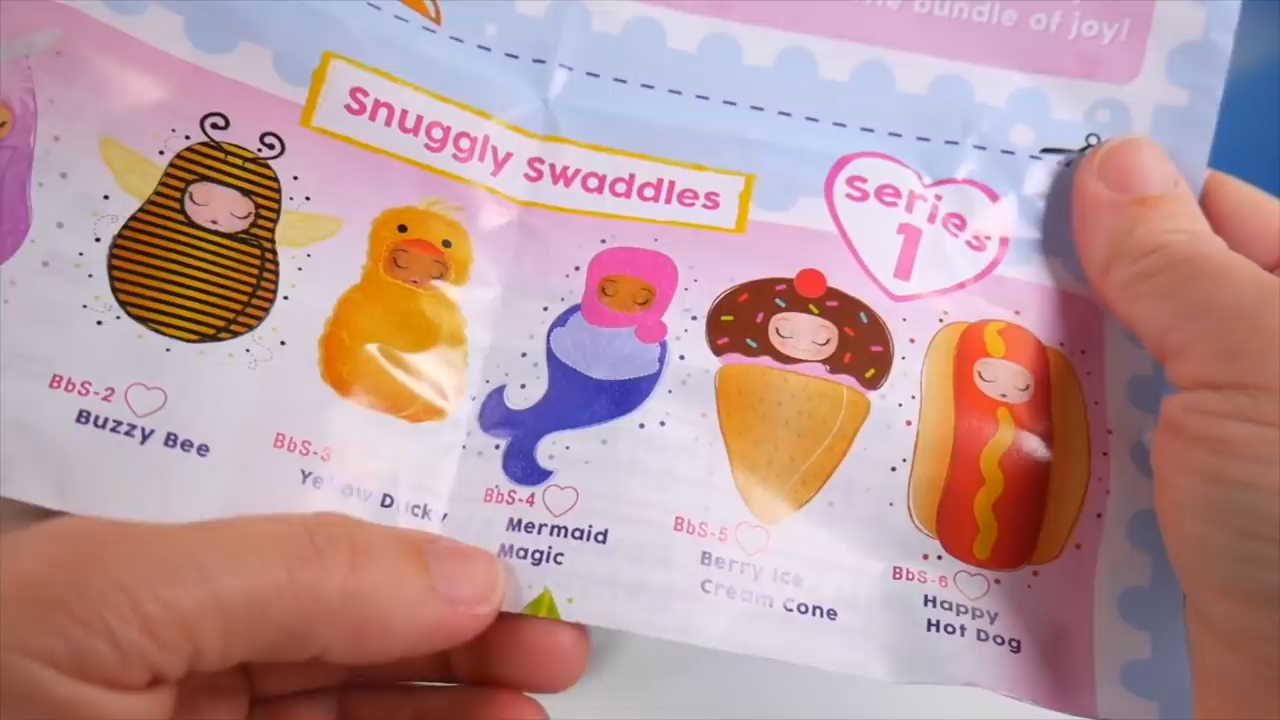 bundle of joy!
Snuggly Swaddles
series
1
BbS-2
Buzzy Bee
BbS-3
BbS-4
Mermaid
Magic
BbS-5
Berry Ice
Cream Cone
BbS-6
Happy
Hot Dog